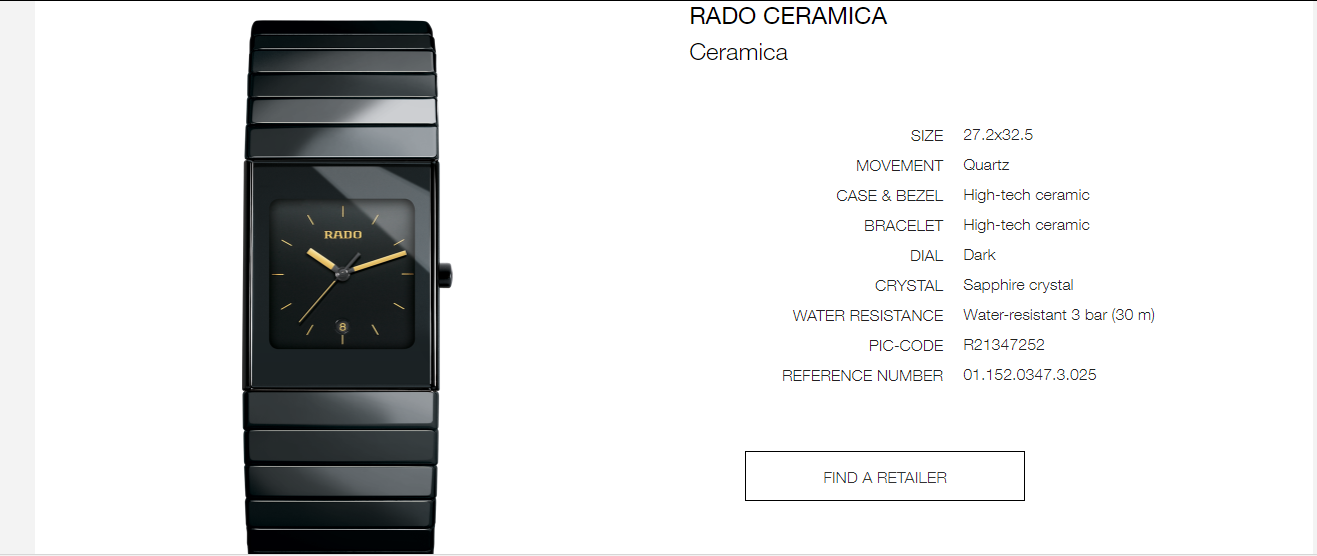 RADO CERAMICA
Ceramica
RADO
8
SIZE 27.2x32.5
MOVEMENT Quartz
CASE & BEZEL High-tech ceramic
BRACELET High-tech ceramic
DIAL Dark
CRYSTAL Sapphire crystal
WATER RESISTANCE Water-resistant 3 bar (30 m)
PIC-CODE R21347252
REFERENCE NUMBER 01.152.0347.3.025
FIND A RETAILER